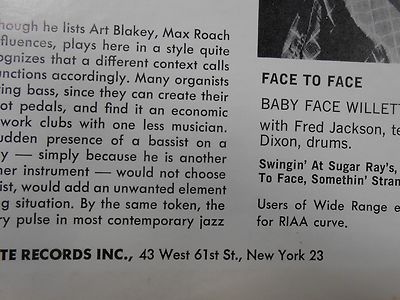 though he lists Art Blakey, Max Roach
fluences, plays here in a style quite
ognizes that a different context calls
unctions accordingly. Many organists
ing bass, since they can create their
ot pedals, and find it an economic
work clubs with one less musician.
udden presence of a bassist on a
y — simply because he is another
er instrument — would not choose
ist, would add an unwanted element
ng situation. By the same token, the
ry pulse in most contemporary jazz
TE RECORDS INC., 43 West 61st St., New York 23
FACE TO FACE
BABY FACE WILLETT
with Fred Jackson, te
Dixon, drums.
Swingin' At Sugar Ray's,
To Face, Somethin' Stran
Users of Wide Range e
for RIAA curve.